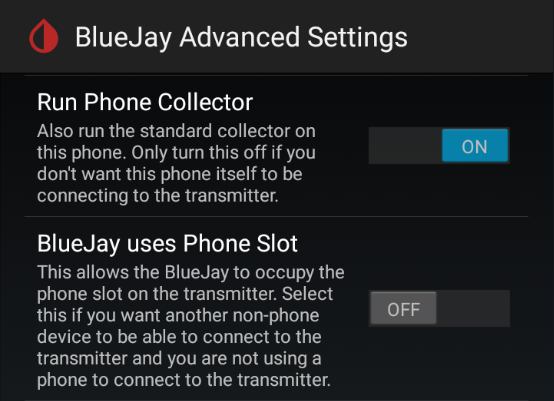 BlueJay Advanced Settings
Run Phone Collector
Also run the standard collector on
this phone. Only turn this off if you
don't want this phone itself to be
connecting to the transmitter.
ON
BlueJay uses Phone Slot
This allows the BlueJay to occupy the
phone slot on the transmitter. Select
this if you want another non-phone
device to be able to connect to the
transmitter and you are not using a
phone to connect to the transmitter.
OFF